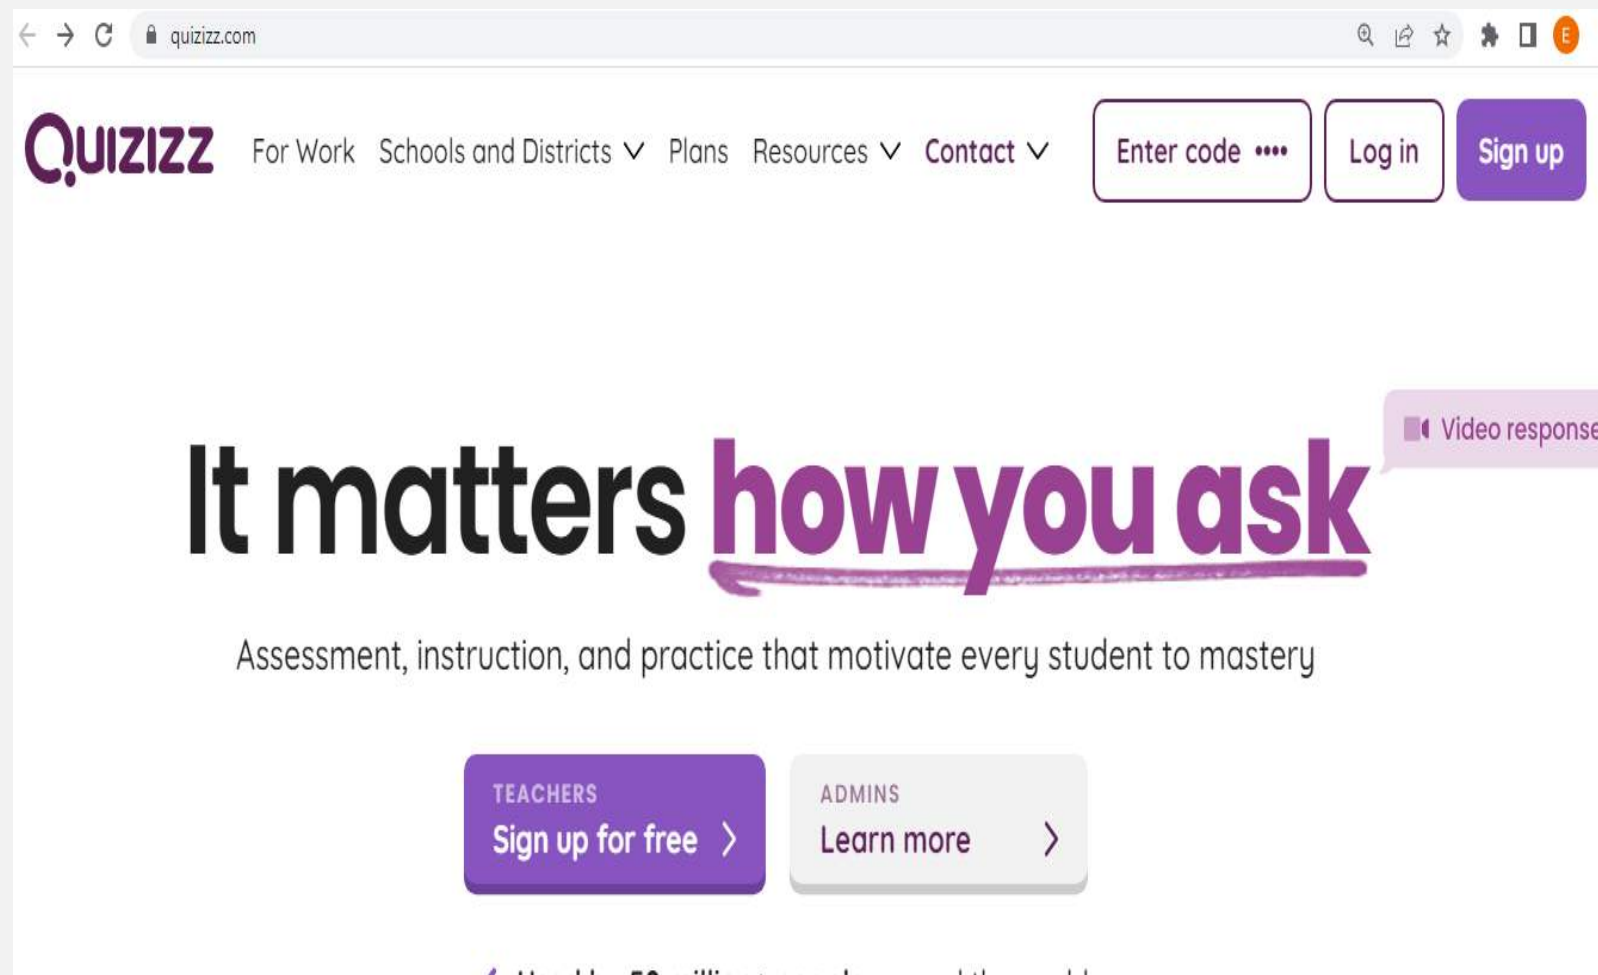 quizizz.com
E
QUIZIZZ For Work Schools and Districts Plans Resources Contact Enter code •••• Log in Sign up
Video response
It matters how you ask
Assessment, instruction, and practice that motivate every student to mastery
TEACHERS
Sign up for free
ADMINS
Learn more